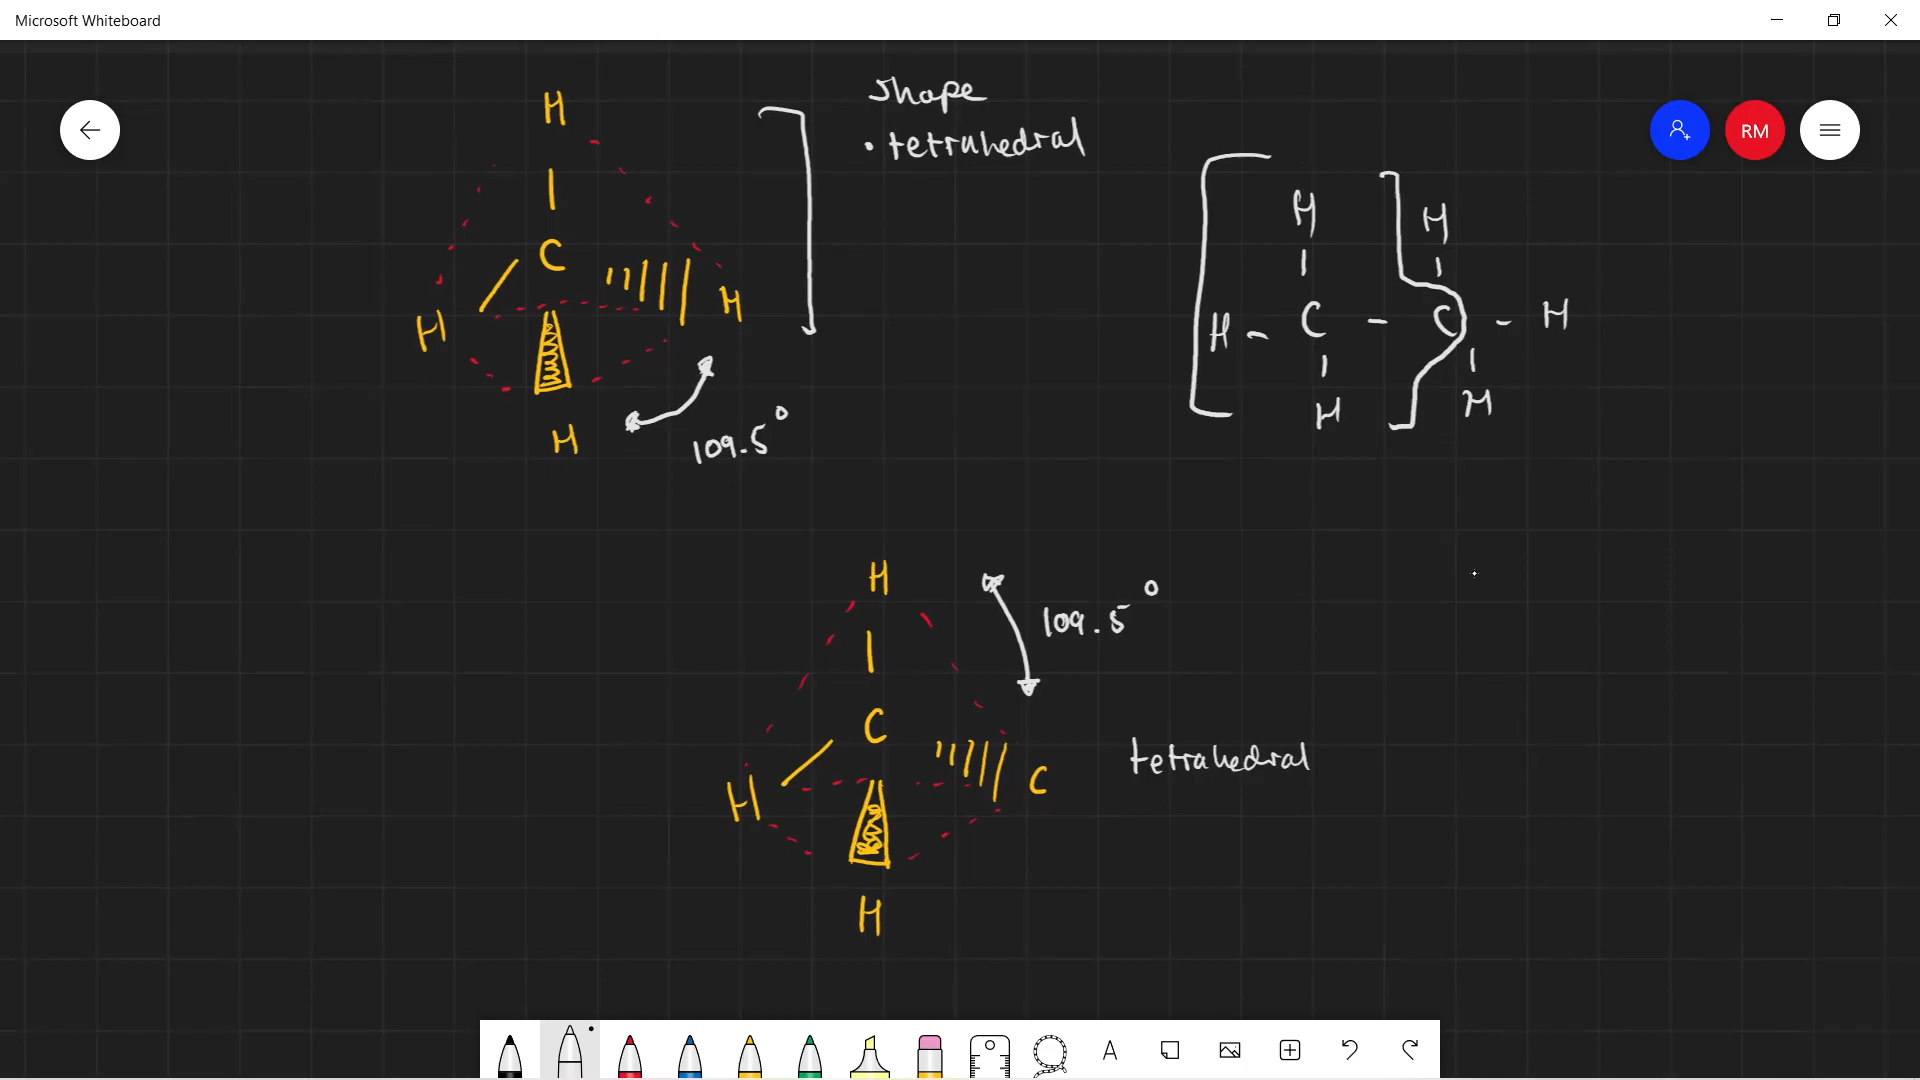 Microsoft Whiteboard
RM
Shape
• tetrahedral
H
C
H H
H
109.5°
H H
H - C - C - H
H H
H
109.5°
C
H C
tetrahedral
H
A